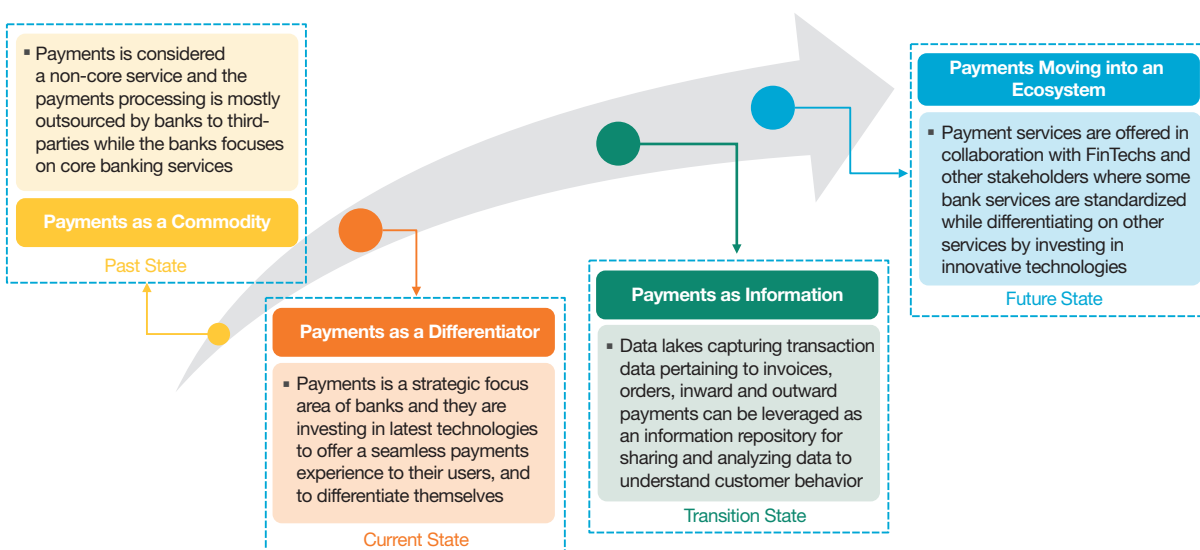 ▪ Payments is considered
a non-core service and the
payments processing is mostly
outsourced by banks to third-
parties while the banks focuses
on core banking services
Payments as a Commodity
Past State
Payments as a Differentiator
▪ Payments is a strategic focus
area of banks and they are
investing in latest technologies
to offer a seamless payments
experience to their users, and
to differentiate themselves
Current State
Payments as Information
▪ Data lakes capturing transaction
data pertaining to invoices,
orders, inward and outward
payments can be leveraged as
an information repository for
sharing and analyzing data to
understand customer behavior
Transition State
Payments Moving into an
Ecosystem
▪ Payment services are offered in
collaboration with FinTechs and
other stakeholders where some
bank services are standardized
while differentiating on other
services by investing in
innovative technologies
Future State